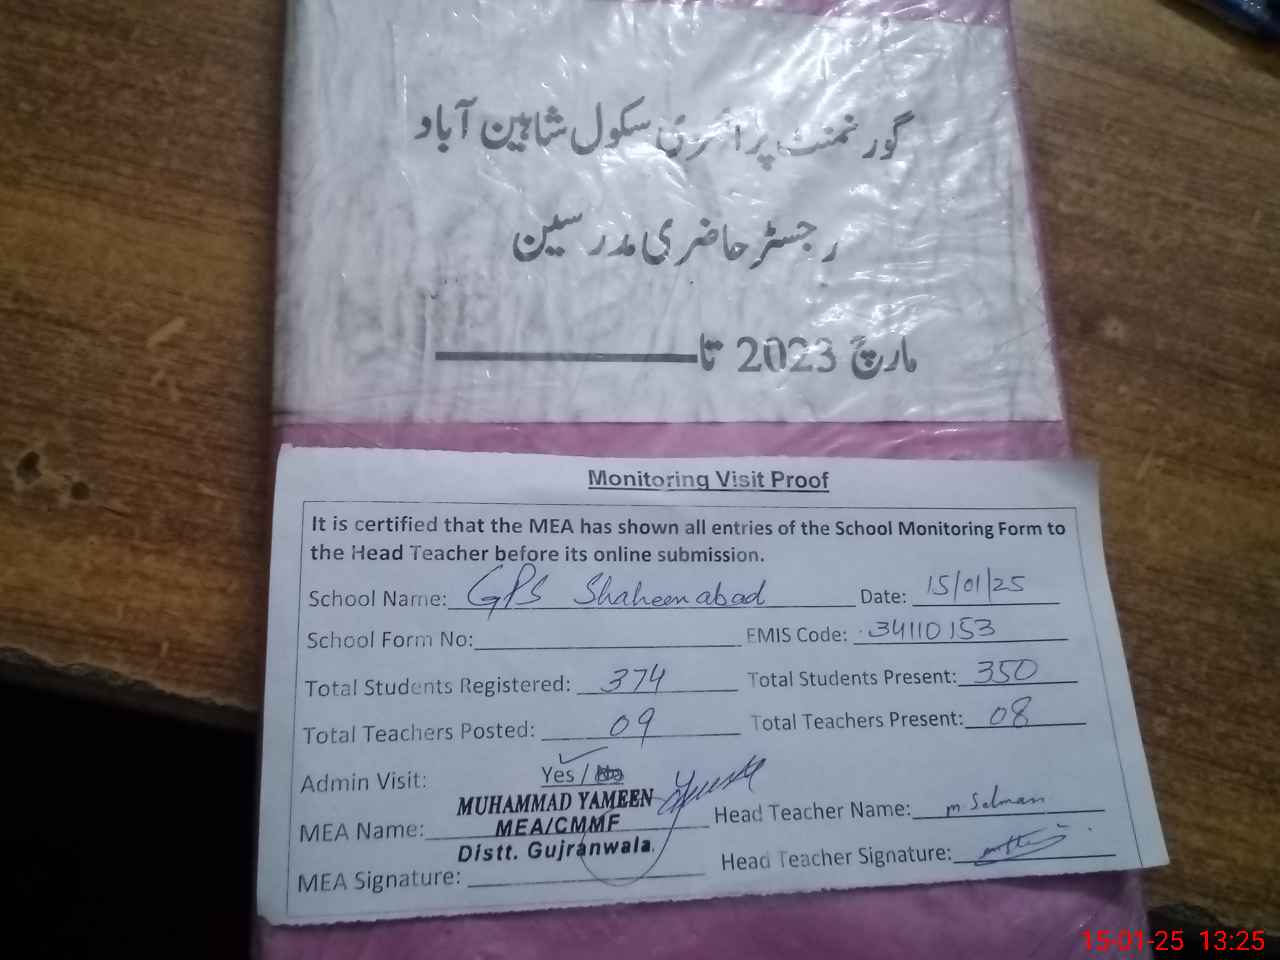 گورنمنٹ پرائمری سکول شاہین آباد
رجسٹر حاضری مدرسین
مارچ 2023 تا
Monitoring Visit Proof
It is certified that the MEA has shown all entries of the School Monitoring Form to
the Head Teacher before its online submission.
School Name: GPS Shaheenabad Date: 15/01/25
School Form No: EMIS Code: 34110153
Total Students Registered: 374 Total Students Present: 350
Total Teachers Posted: 09 Total Teachers Present: 08
Admin Visit: Yes / No
MUHAMMAD YAMEEN
MEA Name: MEA/CMMF Head Teacher Name: m Salman
Distt. Gujranwala.
MEA Signature: Head Teacher Signature:
15-01-25 13:25